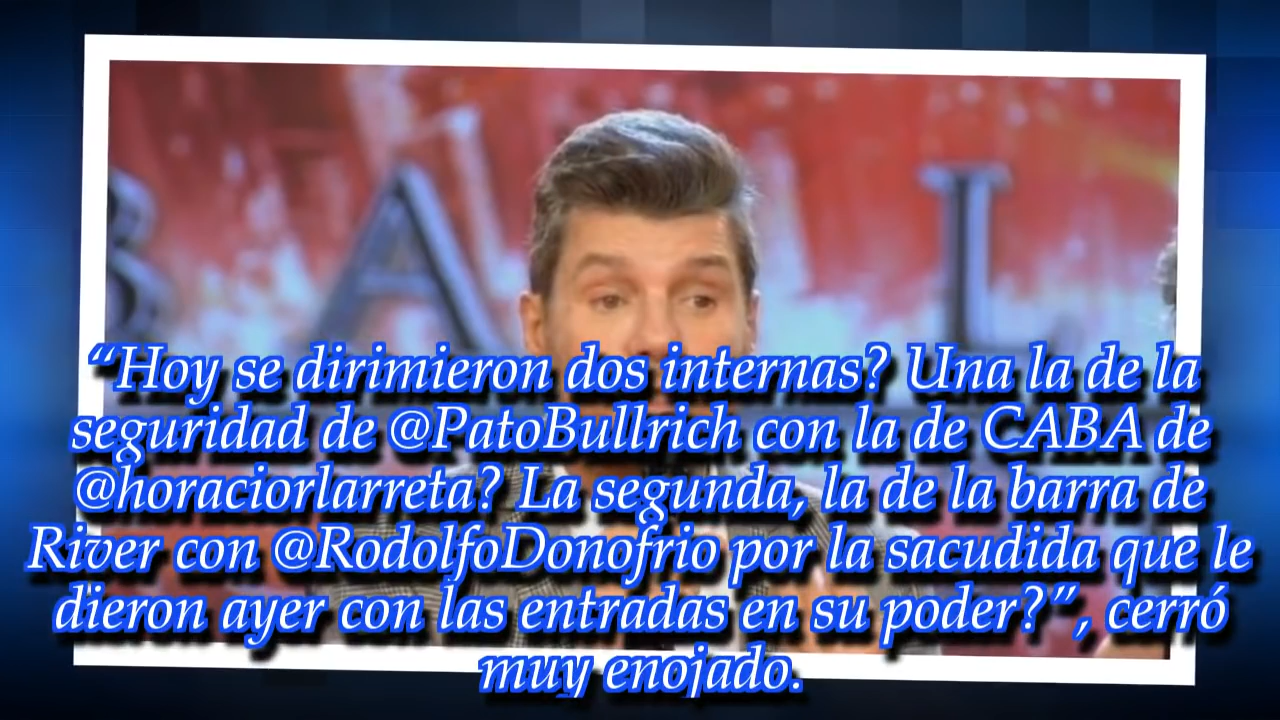 B A I
“Hoy se dirimieron dos internas? Una la de la
seguridad de @PatoBullrich con la de CABA de
@horaciorlarreta? La segunda, la de la barra de
River con @RodolfoDonofrio por la sacudida que le
dieron ayer con las entradas en su poder?”, cerró
muy enojado.